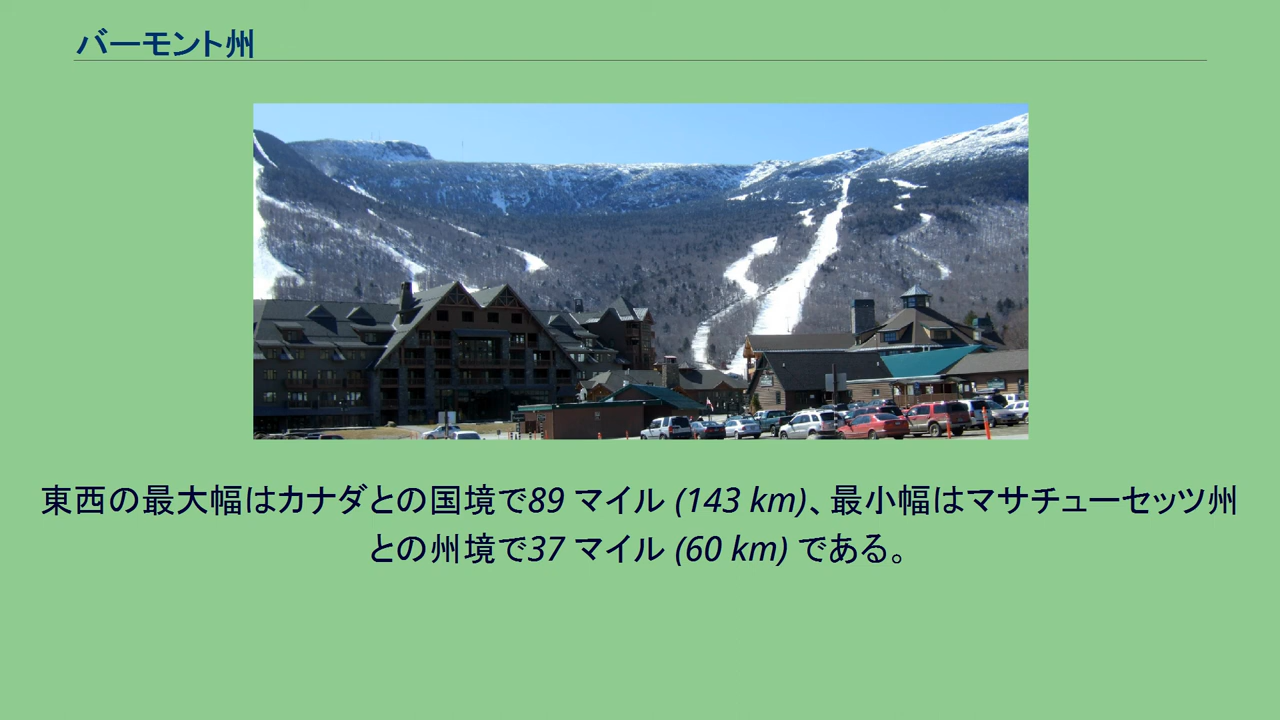 バーモント州
東西の最大幅はカナダとの国境で89 マイル (143 km)、最小幅はマサチューセッツ州
との州境で37 マイル (60 km) である。